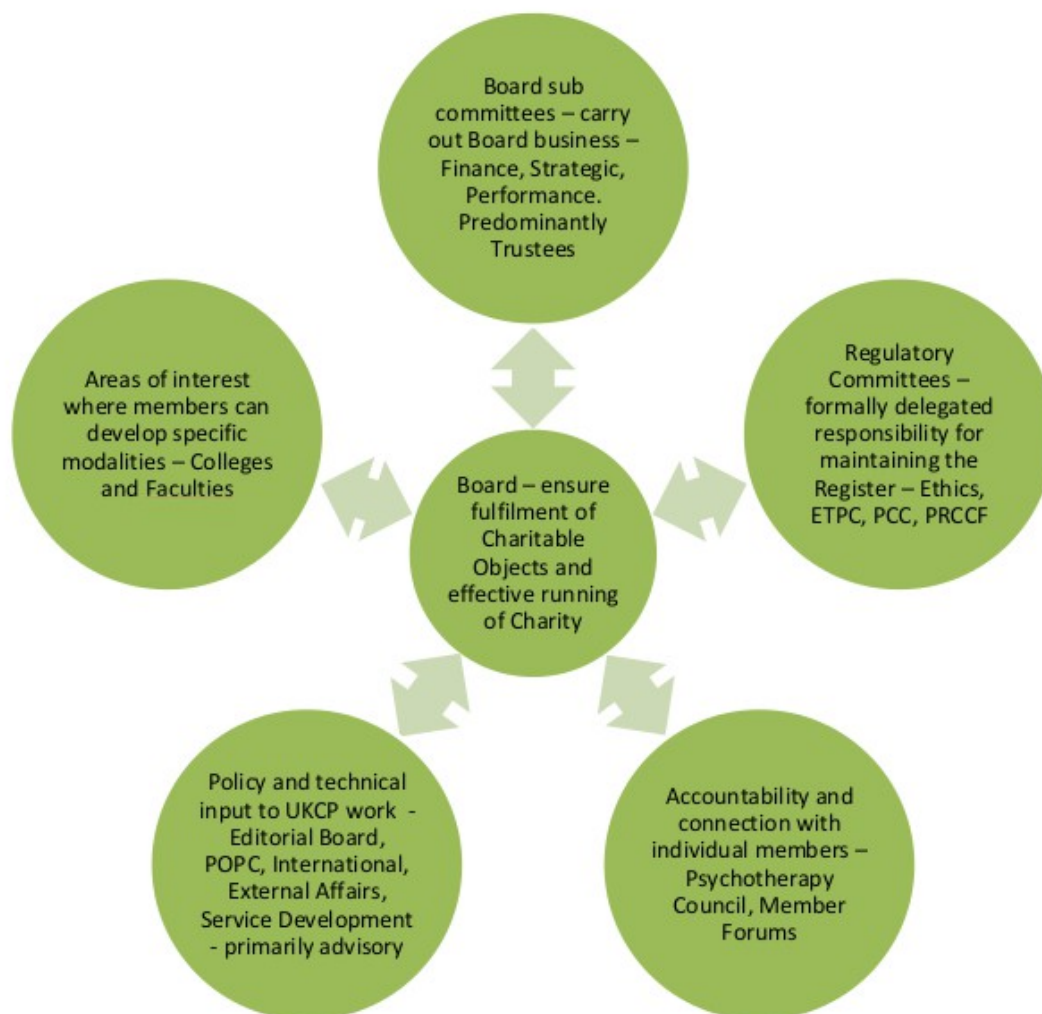 Board sub
committees – carry
out Board business –
Finance, Strategic,
Performance.
Predominantly
Trustees
Areas of interest
where members can
develop specific
modalities – Colleges
and Faculties
Regulatory
Committees –
formally delegated
responsibility for
maintaining the
Register – Ethics,
ETPC, PCC, PRCCF
Board – ensure
fulfilment of
Charitable
Objects and
effective running
of Charity
Policy and technical
input to UKCP work  -
Editorial Board,
POPC, International,
External Affairs,
Service Development
- primarily advisory
Accountability and
connection with
individual members –
Psychotherapy
Council, Member
Forums